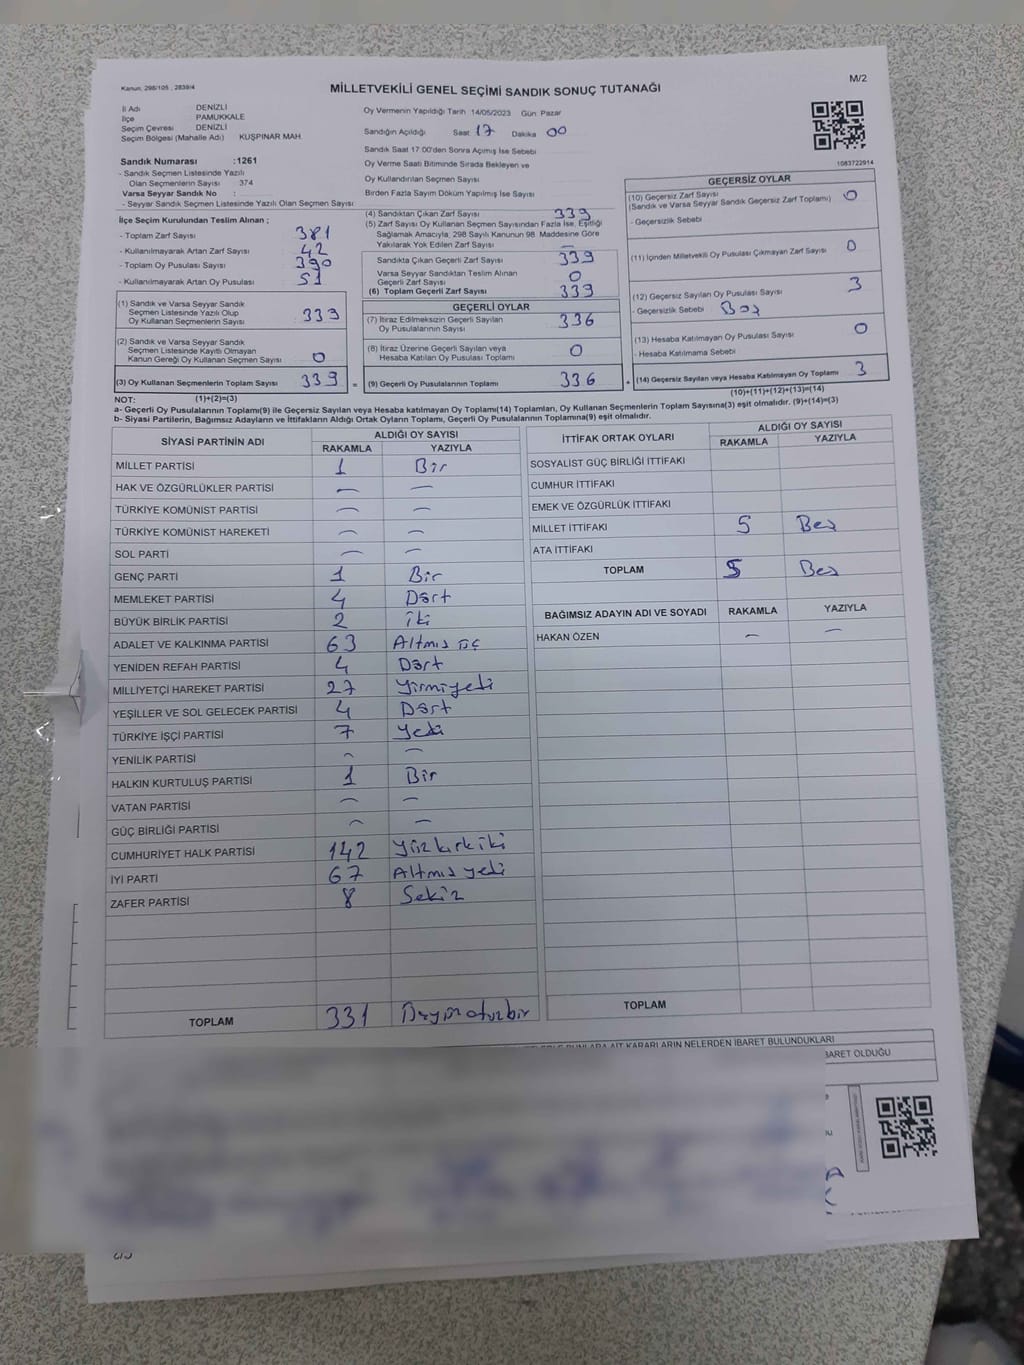 Kanun, 298/105 , 2839/4
MİLLETVEKİLİ GENEL SEÇİMİ SANDIK SONUÇ TUTANAĞI
M/2
İl Adı DENİZLİ
İlçe PAMUKKALE
Seçim Çevresi DENİZLİ
Seçim Bölgesi (Mahalle Adı) KUŞPINAR MAH.
Sandık Numarası :1261
- Sandık Seçmen Listesinde Yazılı
Olan Seçmenlerin Sayısı 374
Varsa Seyyar Sandık No :
- Seyyar Sandık Seçmen Listesinde Yazılı Olan Seçmen Sayısı:
Oy Vermenin Yapıldığı Tarih 14/05/2023 Gün Pazar
Sandığın Açıldığı Saat 17 Dakika 00
Sandık Saat 17:00'den Sonra Açımış İse Sebebi
Oy Verme Saati Bitiminde Sırada Bekleyen ve
Oy Kullandırılan Seçmen Sayısı
Birden Fazla Sayım Döküm Yapılmış İse Sayısı
1083722914
İlçe Seçim Kurulundan Teslim Alınan ;
- Toplam Zarf Sayısı 381
- Kullanılmayarak Artan Zarf Sayısı 42
- Toplam Oy Pusulası Sayısı 390
- Kullanılmayarak Artan Oy Pusulası 51
(1) Sandık ve Varsa Seyyar Sandık
Seçmen Listesinde Yazılı Olup
Oy Kullanan Seçmenlerin Sayısı 339
(2) Sandık ve Varsa Seyyar Sandık
Seçmen Listesinde Kayıtlı Olmayan
Kanun Gereği Oy Kullanan Seçmen Sayısı 0
(3) Oy Kullanan Seçmenlerin Toplam Sayısı 339 =
(4) Sandıktan Çıkan Zarf Sayısı 339
(5) Zarf Sayısı Oy Kullanan Seçmen Sayısından Fazla İse, Eşitliği
Sağlamak Amacıyla, 298 Sayılı Kanunun 98. Maddesine Göre
Yakılarak Yok Edilen Zarf Sayısı —
Sandıkta Çıkan Geçerli Zarf Sayısı 339
Varsa Seyyar Sandıktan Teslim Alınan
Geçerli Zarf Sayısı 0
(6) Toplam Geçerli Zarf Sayısı 339
GEÇERLİ OYLAR
(7) İtiraz Edilmeksizin Geçerli Sayılan
Oy Pusulalarının Sayısı 336
(8) İtiraz Üzerine Geçerli Sayılan veya
Hesaba Katılan Oy Pusulası Toplamı 0
(9) Geçerli Oy Pusulalarının Toplamı 336 +
GEÇERSİZ OYLAR
(10) Geçersiz Zarf Sayısı 0
(Sandık ve Varsa Seyyar Sandık Geçersiz Zarf Toplamı)
- Geçersizlik Sebebi
(11) İçinden Milletvekili Oy Pusulası Çıkmayan Zarf Sayısı 0
(12) Geçersiz Sayılan Oy Pusulası Sayısı 3
- Geçersizlik Sebebi Boş
(13) Hesaba Katılmayan Oy Pusulası Sayısı 0
- Hesaba Katılmama Sebebi
(14) Geçersiz Sayılan veya Hesaba Katılmayan Oy Toplamı 3
(10)+(11)+(12)+(13)=(14)
NOT: (1)+(2)=(3)
a- Geçerli Oy Pusulalarının Toplamı(9) ile Geçersiz Sayılan veya Hesaba katılmayan Oy Toplamı(14) Toplamları, Oy Kullanan Seçmenlerin Toplam Sayısına(3) eşit olmalıdır. (9)+(14)=(3)
b- Siyasi Partilerin, Bağımsız Adayların ve İttifakların Aldığı Ortak Oyların Toplamı, Geçerli Oy Pusulalarının Toplamına(9) eşit olmalıdır.
SİYASİ PARTİNİN ADI ALDIĞI OY SAYISI
RAKAMLA YAZIYLA
MİLLET PARTİSİ 1 Bir
HAK VE ÖZGÜRLÜKLER PARTİSİ — —
TÜRKİYE KOMÜNİST PARTİSİ — —
TÜRKİYE KOMÜNİST HAREKETİ — —
SOL PARTİ — —
GENÇ PARTİ 1 Bir
MEMLEKET PARTİSİ 4 Dört
BÜYÜK BİRLİK PARTİSİ 2 iki
ADALET VE KALKINMA PARTİSİ 63 Altmış üç
YENİDEN REFAH PARTİSİ 4 Dört
MİLLİYETÇİ HAREKET PARTİSİ 27 Yirmiyedi
YEŞİLLER VE SOL GELECEK PARTİSİ 4 Dört
TÜRKİYE İŞÇİ PARTİSİ 7 Yedi
YENİLİK PARTİSİ — —
HALKIN KURTULUŞ PARTİSİ 1 Bir
VATAN PARTİSİ — —
GÜÇ BİRLİĞİ PARTİSİ — —
CUMHURİYET HALK PARTİSİ 142 Yüzkırkiki
İYİ PARTİ 67 Altmış yedi
ZAFER PARTİSİ 8 Sekiz
TOPLAM 331 Üçyüzotuzbir
İTTİFAK ORTAK OYLARI ALDIĞI OY SAYISI
RAKAMLA YAZIYLA
SOSYALİST GÜÇ BİRLİĞİ İTTİFAKI
CUMHUR İTTİFAKI
EMEK VE ÖZGÜRLÜK İTTİFAKI
MİLLET İTTİFAKI 5 Beş
ATA İTTİFAKI
TOPLAM 5 Beş
BAĞIMSIZ ADAYIN ADI VE SOYADI RAKAMLA YAZIYLA
HAKAN ÖZEN — —
TOPLAM
BUNLARA AİT KARARLARIN NELERDEN İBARET BULUNDUKLARI
BARET OLDUĞU